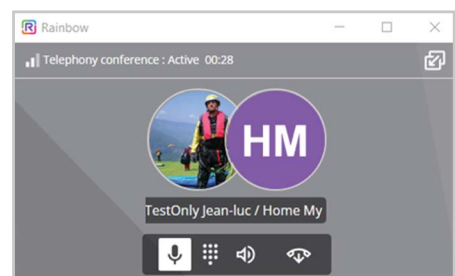 Rainbow
Telephony conference : Active 00:28
HM
TestOnly Jean-luc / Home My